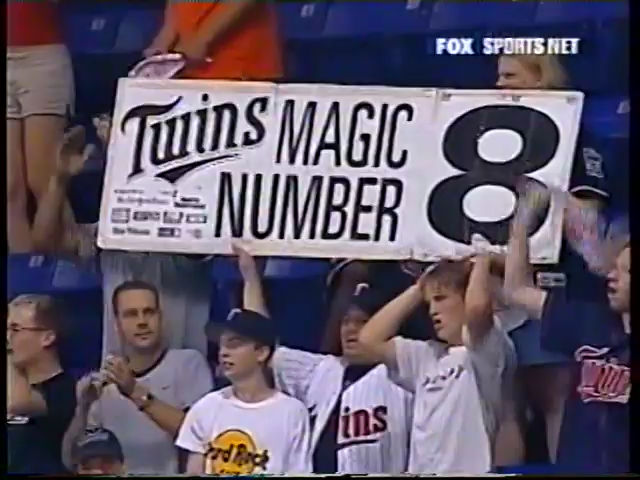 FOX SPORTS NET
Twins MAGIC NUMBER 8
Twins
Hard Rock
Twins